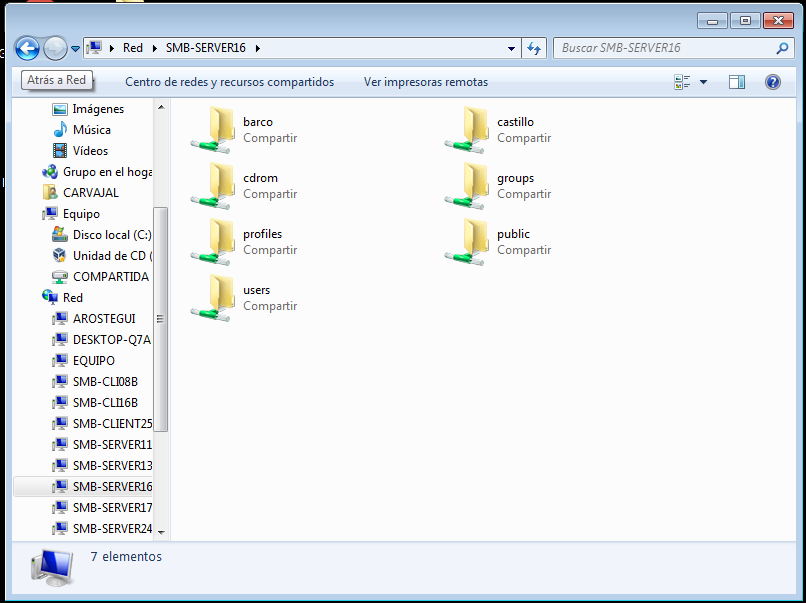 Red SMB-SERVER16
Buscar SMB-SERVER16
Atrás a Red
Centro de redes y recursos compartidos
Ver impresoras remotas
Imágenes
Música
Vídeos
Grupo en el hoga
CARVAJAL
Equipo
Disco local (C:)
Unidad de CD (
COMPARTIDA
Red
AROSTEGUI
DESKTOP-Q7A
EQUIPO
SMB-CLI08B
SMB-CLI16B
SMB-CLIENT25
SMB-SERVER11
SMB-SERVER13
SMB-SERVER16
SMB-SERVER17
SMB-SERVER24
barco
Compartir
castillo
Compartir
cdrom
Compartir
groups
Compartir
profiles
Compartir
public
Compartir
users
Compartir
7 elementos